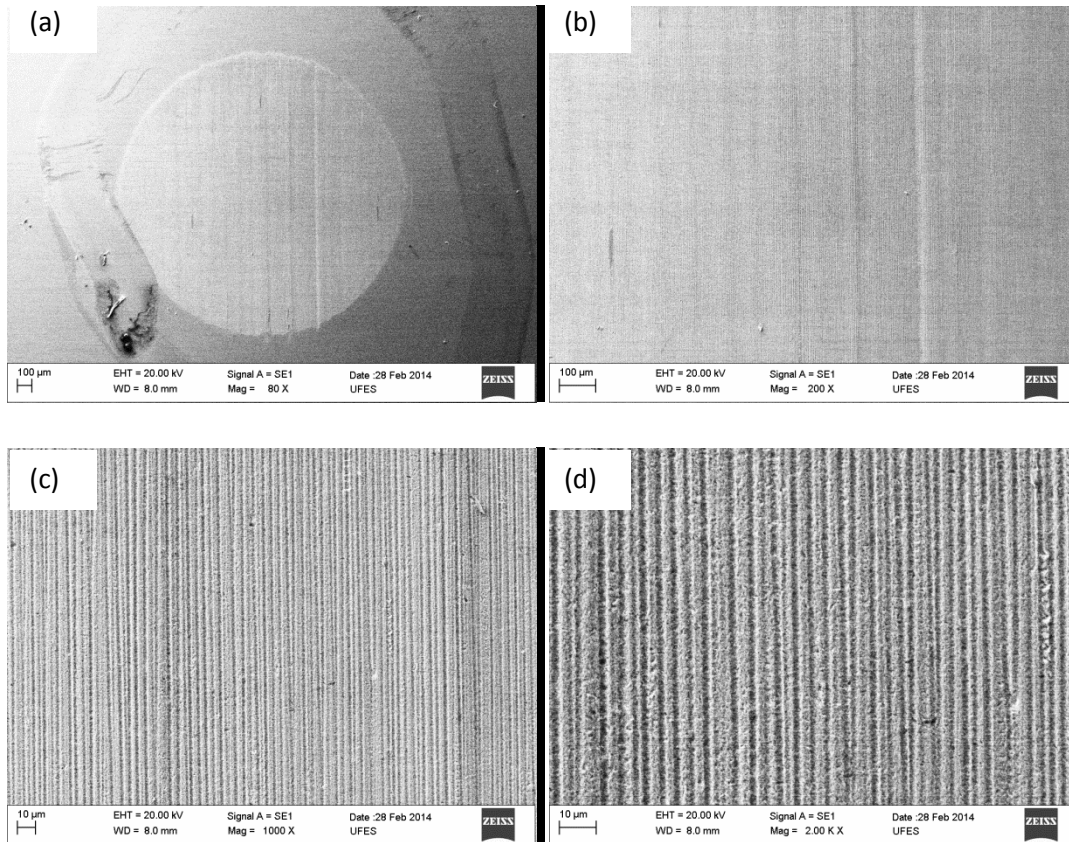 (a)
100 µm
EHT = 20.00 kV
WD = 8.0 mm
Signal A = SE1
Mag = 80 X
Date :28 Feb 2014
UFES
ZEISS
(b)
100 µm
EHT = 20.00 kV
WD = 8.0 mm
Signal A = SE1
Mag = 200 X
Date :28 Feb 2014
UFES
ZEISS
(c)
10 µm
EHT = 20.00 kV
WD = 8.0 mm
Signal A = SE1
Mag = 1000 X
Date :28 Feb 2014
UFES
ZEISS
(d)
10 µm
EHT = 20.00 kV
WD = 8.0 mm
Signal A = SE1
Mag = 2.00 K X
Date :28 Feb 2014
UFES
ZEISS